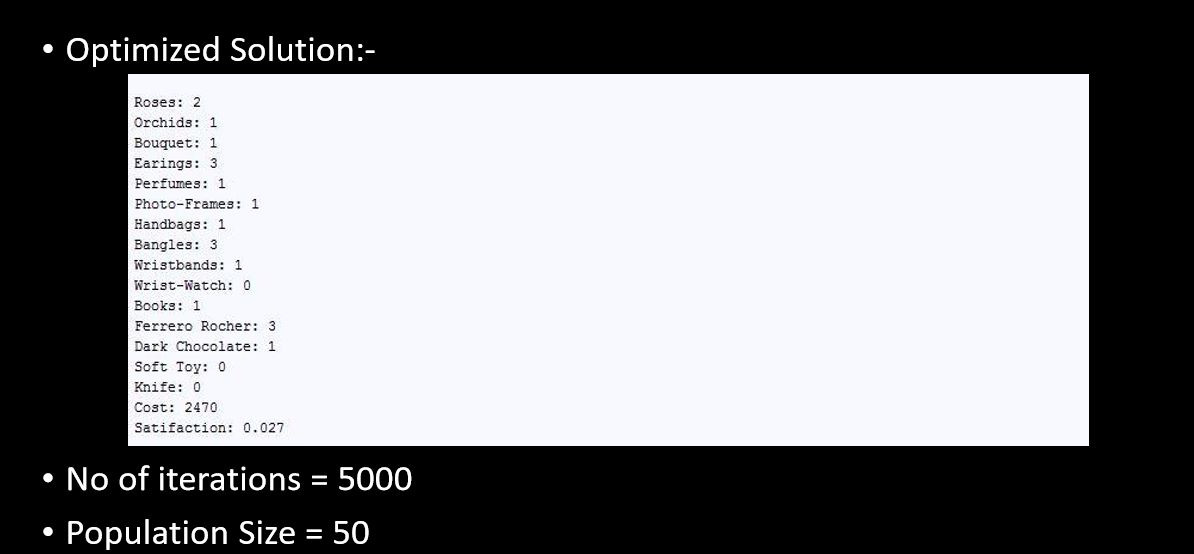 • Optimized Solution:-
Roses: 2
Orchids: 1
Bouquet: 1
Earings: 3
Perfumes: 1
Photo-Frames: 1
Handbags: 1
Bangles: 3
Wristbands: 1
Wrist-Watch: 0
Books: 1
Ferrero Rocher: 3
Dark Chocolate: 1
Soft Toy: 0
Knife: 0
Cost: 2470
Satifaction: 0.027
• No of iterations = 5000
• Population Size = 50